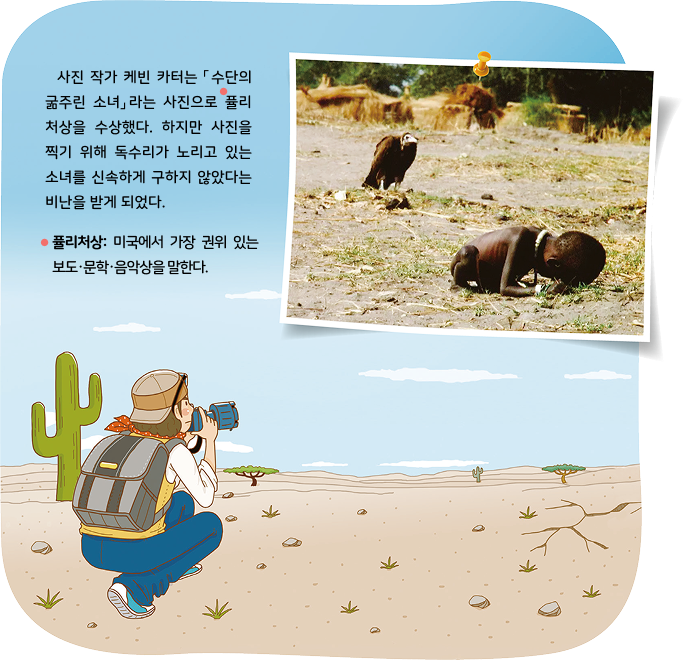 사진 작가 케빈 카터는 「수단의
굶주린 소녀」라는 사진으로 퓰리
처상을 수상했다. 하지만 사진을
찍기 위해 독수리가 노리고 있는
소녀를 신속하게 구하지 않았다는
비난을 받게 되었다.
퓰리처상: 미국에서 가장 권위 있는
보도·문학·음악상을 말한다.